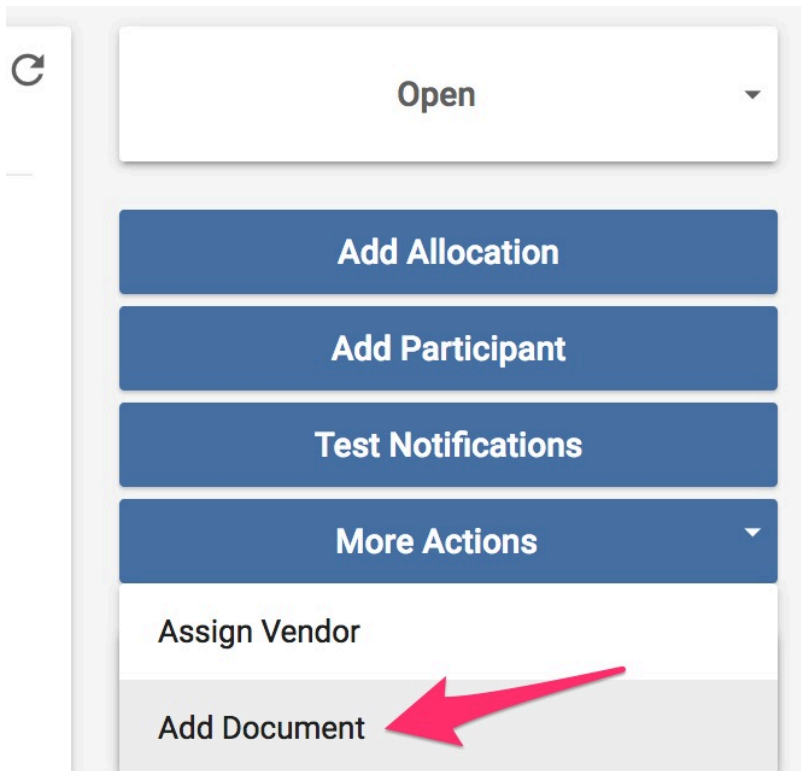 Open
Add Allocation
Add Participant
Test Notifications
More Actions
Assign Vendor
Add Document